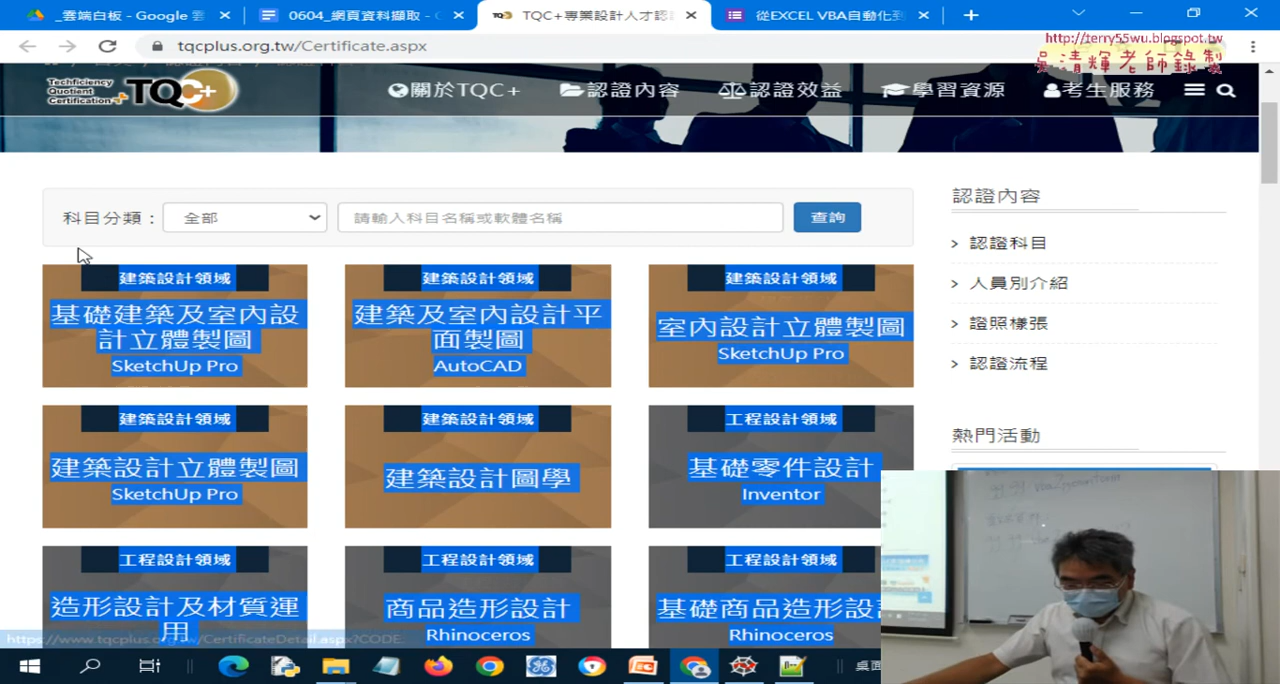 _雲端白板 - Google 雲
0604_網頁資料擷取 - G
TQC+專業設計人才認證
從EXCEL VBA自動化到
tqcplus.org.tw/Certificate.aspx
http://terry55wu.blogspot.tw
吳清輝老師錄製
Techficiency
Quotient
Certification
TQC+
關於TQC+
認證內容
認證效益
學習資源
考生服務
科目分類：
全部
請輸入科目名稱或軟體名稱
查詢
建築設計領域
基礎建築及室內設
計立體製圖
SketchUp Pro
建築設計領域
建築及室內設計平
面製圖
AutoCAD
建築設計領域
室內設計立體製圖
SketchUp Pro
建築設計領域
建築設計立體製圖
SketchUp Pro
建築設計領域
建築設計圖學
工程設計領域
基礎零件設計
Inventor
工程設計領域
造形設計及材質運
用
工程設計領域
商品造形設計
Rhinoceros
工程設計領域
基礎商品造形設計
Rhinoceros
認證內容
> 認證科目
> 人員別介紹
> 證照樣張
> 認證流程
熱門活動
https://www.tqcplus.org.tw/CertificateDetail.aspx?CODE
桌面